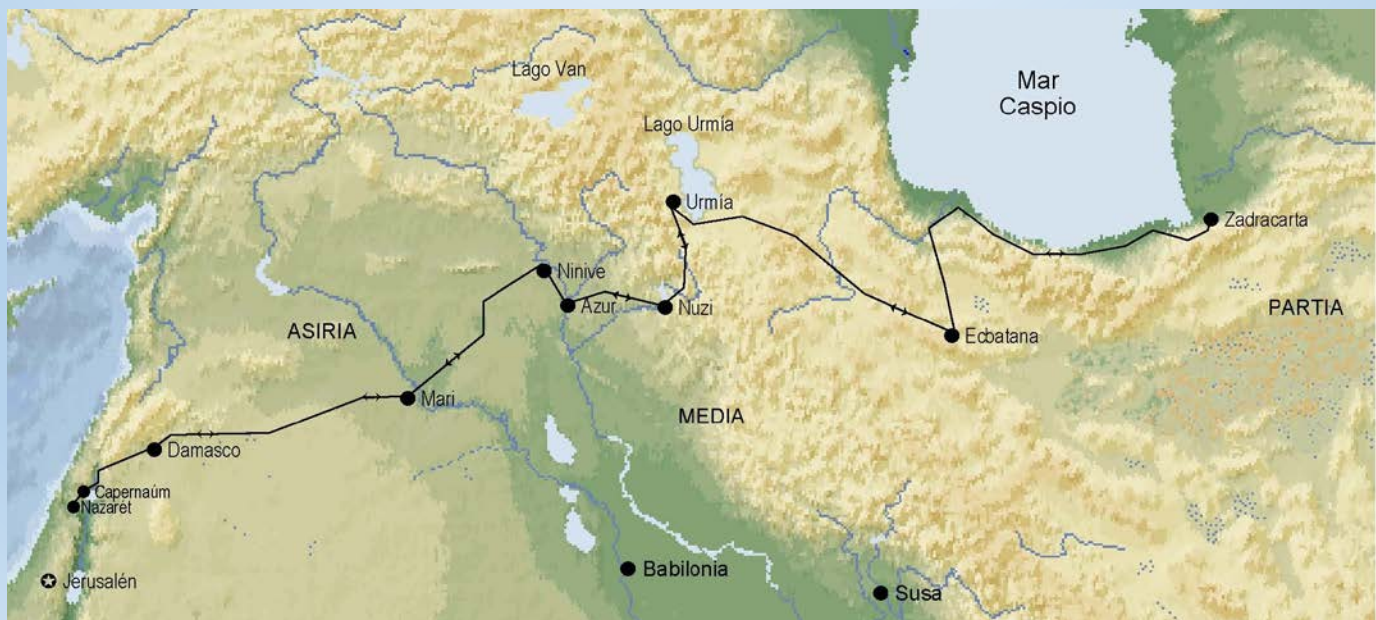 Lago Van
Mar
Caspio
Lago Urmía
Urmía
Zadracarta
Ninive
Azur
Nuzi
PARTIA
ASIRIA
Ecbatana
Mari
MEDIA
Damasco
Capernaúm
Nazaret
Babilonia
Jerusalén
Susa